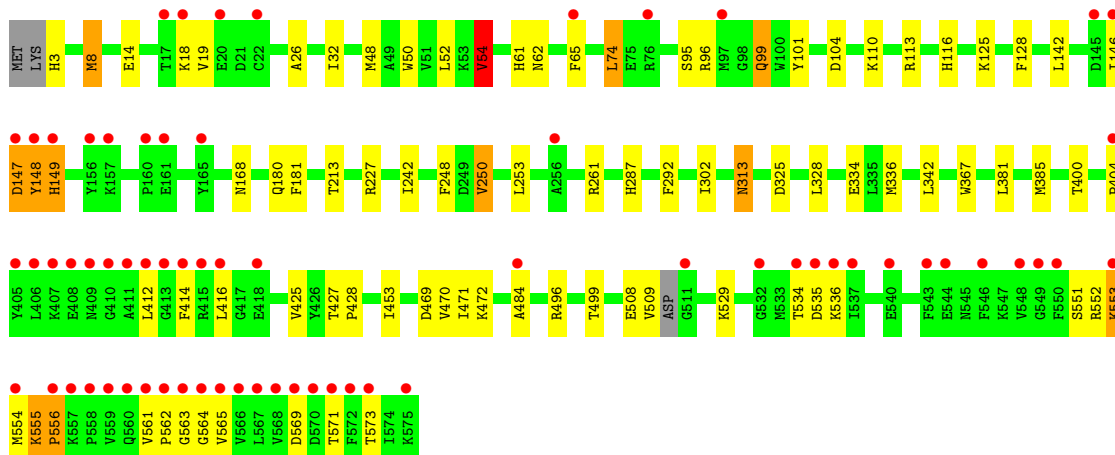 MET LYS H3 M8 E14 T17 K18 V19 E20 D21 C22 A26 I32 M48 A49 W50 V51 L52 K53 V54 H61 N62 F65 L74 E75 R76 S95 R96 M97 G98 Q99 W100 Y101 D104 K110 R113 H116 K125 F128 L142 D145 I146
D147 Y148 H149 Y156 K157 P160 E161 Y165 N168 Q180 F181 T213 R227 I242 F248 D249 V250 L253 A256 R261 H287 F292 I302 N313 D325 L328 E334 L335 M336 L342 W367 L381 M385 T400
Y405 L406 K407 E408 N409 G410 A411 L412 G413 F414 R415 L416 G417 E418 V425 Y426 T427 P428 I453 D469 V470 I471 K472 A484 R496 T499 E508 V509 ASP G511 K529 G532 M533 T534 D535 K536 I537 E540 F543 E544 N545 F546 K547 V548 G549 F550 S551 R552 K553
M554 K555 P556 K557 P558 V559 Q560 V561 P562 G563 G564 V565 V566 L567 V568 D569 D570 T571 F572 T573 I574 K575